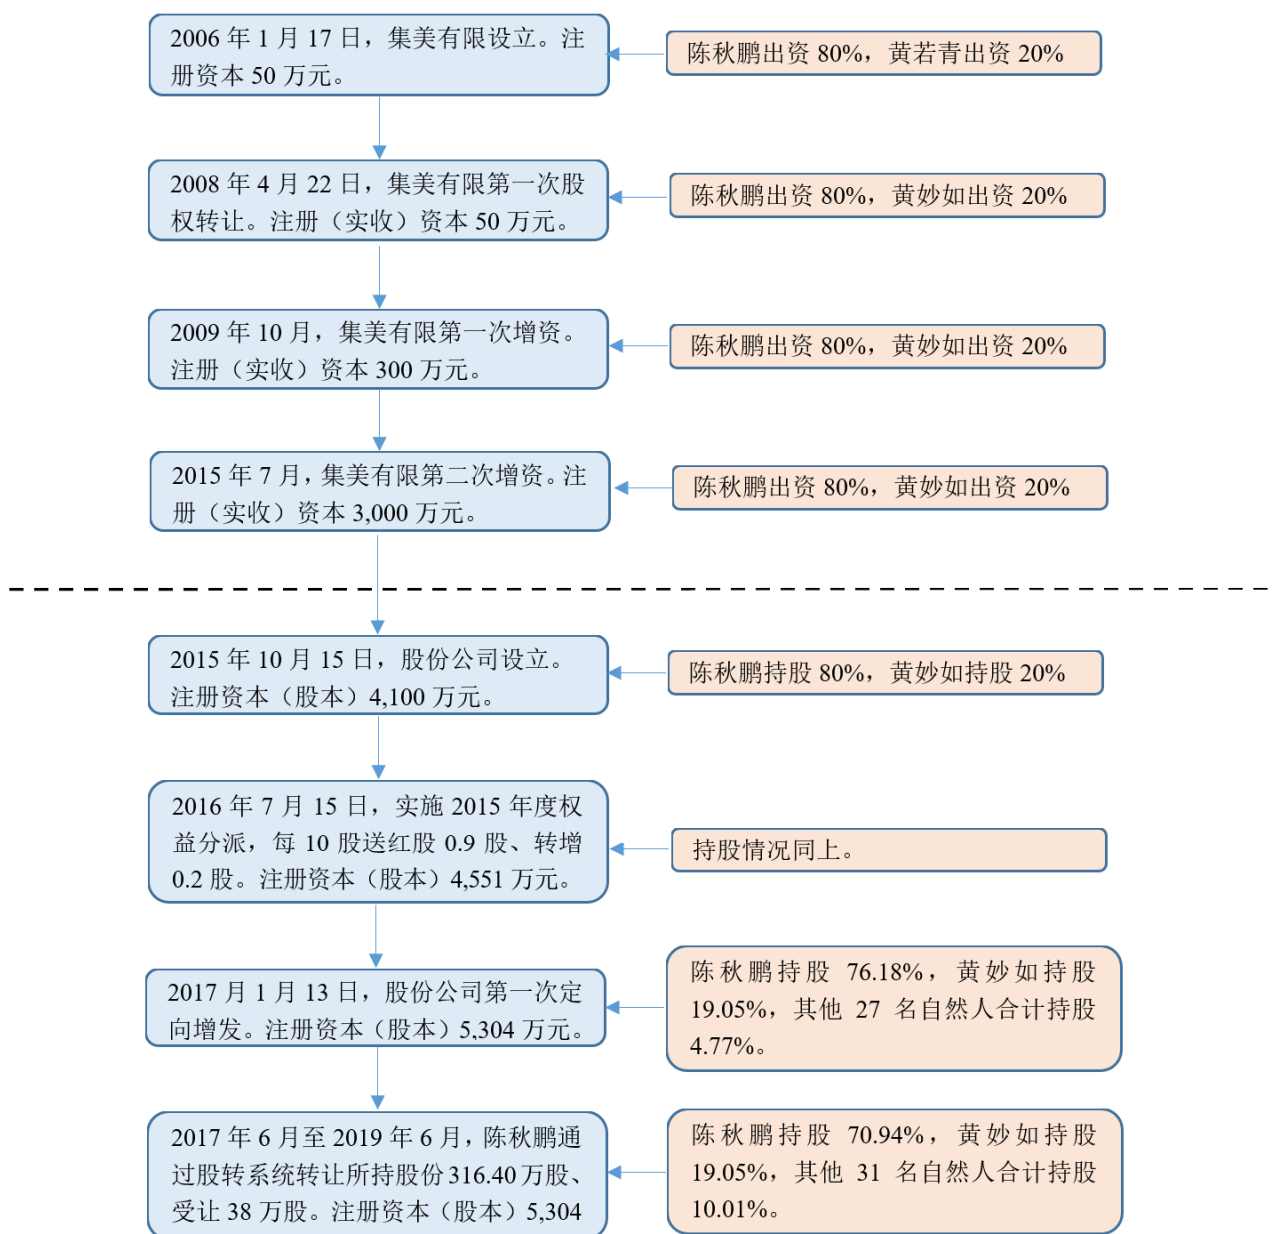 2006 年 1 月 17 日，集美有限设立。注
册资本 50 万元。
陈秋鹏出资 80%，黄若青出资 20%
2008 年 4 月 22 日，集美有限第一次股
权转让。注册（实收）资本 50 万元。
陈秋鹏出资 80%，黄妙如出资 20%
2009 年 10 月，集美有限第一次增资。
注册（实收）资本 300 万元。
陈秋鹏出资 80%，黄妙如出资 20%
2015 年 7 月，集美有限第二次增资。注
册（实收）资本 3,000 万元。
陈秋鹏出资 80%，黄妙如出资 20%
2015 年 10 月 15 日，股份公司设立。
注册资本（股本）4,100 万元。
陈秋鹏持股 80%，黄妙如持股 20%
2016 年 7 月 15 日，实施 2015 年度权
益分派，每 10 股送红股 0.9 股、转增
0.2 股。注册资本（股本）4,551 万元。
持股情况同上。
2017 月 1 月 13 日，股份公司第一次定
向增发。注册资本（股本）5,304 万元。
陈秋鹏持股 76.18%，黄妙如持股
19.05%，其他 27 名自然人合计持股
4.77%。
2017 年 6 月至 2019 年 6 月，陈秋鹏通
过股转系统转让所持股份 316.40 万股、
受让 38 万股。注册资本（股本）5,304
陈秋鹏持股 70.94%，黄妙如持股
19.05%，其他 31 名自然人合计持股
10.01%。